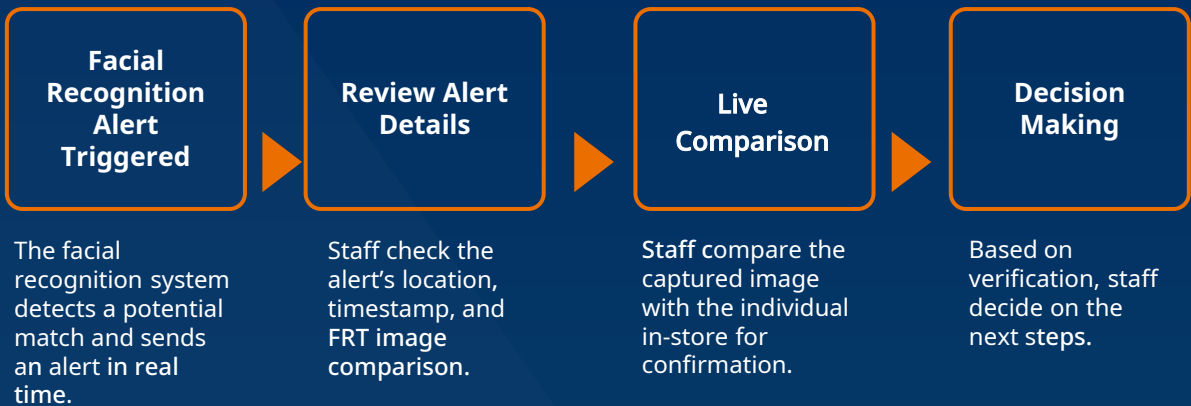 Facial
Recognition
Alert
Triggered
The facial
recognition system
detects a potential
match and sends
an alert in real
time.
Review Alert
Details
Staff check the
alert’s location,
timestamp, and
FRT image
comparison.
Live
Comparison
Staff compare the
captured image
with the individual
in-store for
confirmation.
Decision
Making
Based on
verification, staff
decide on the
next steps.